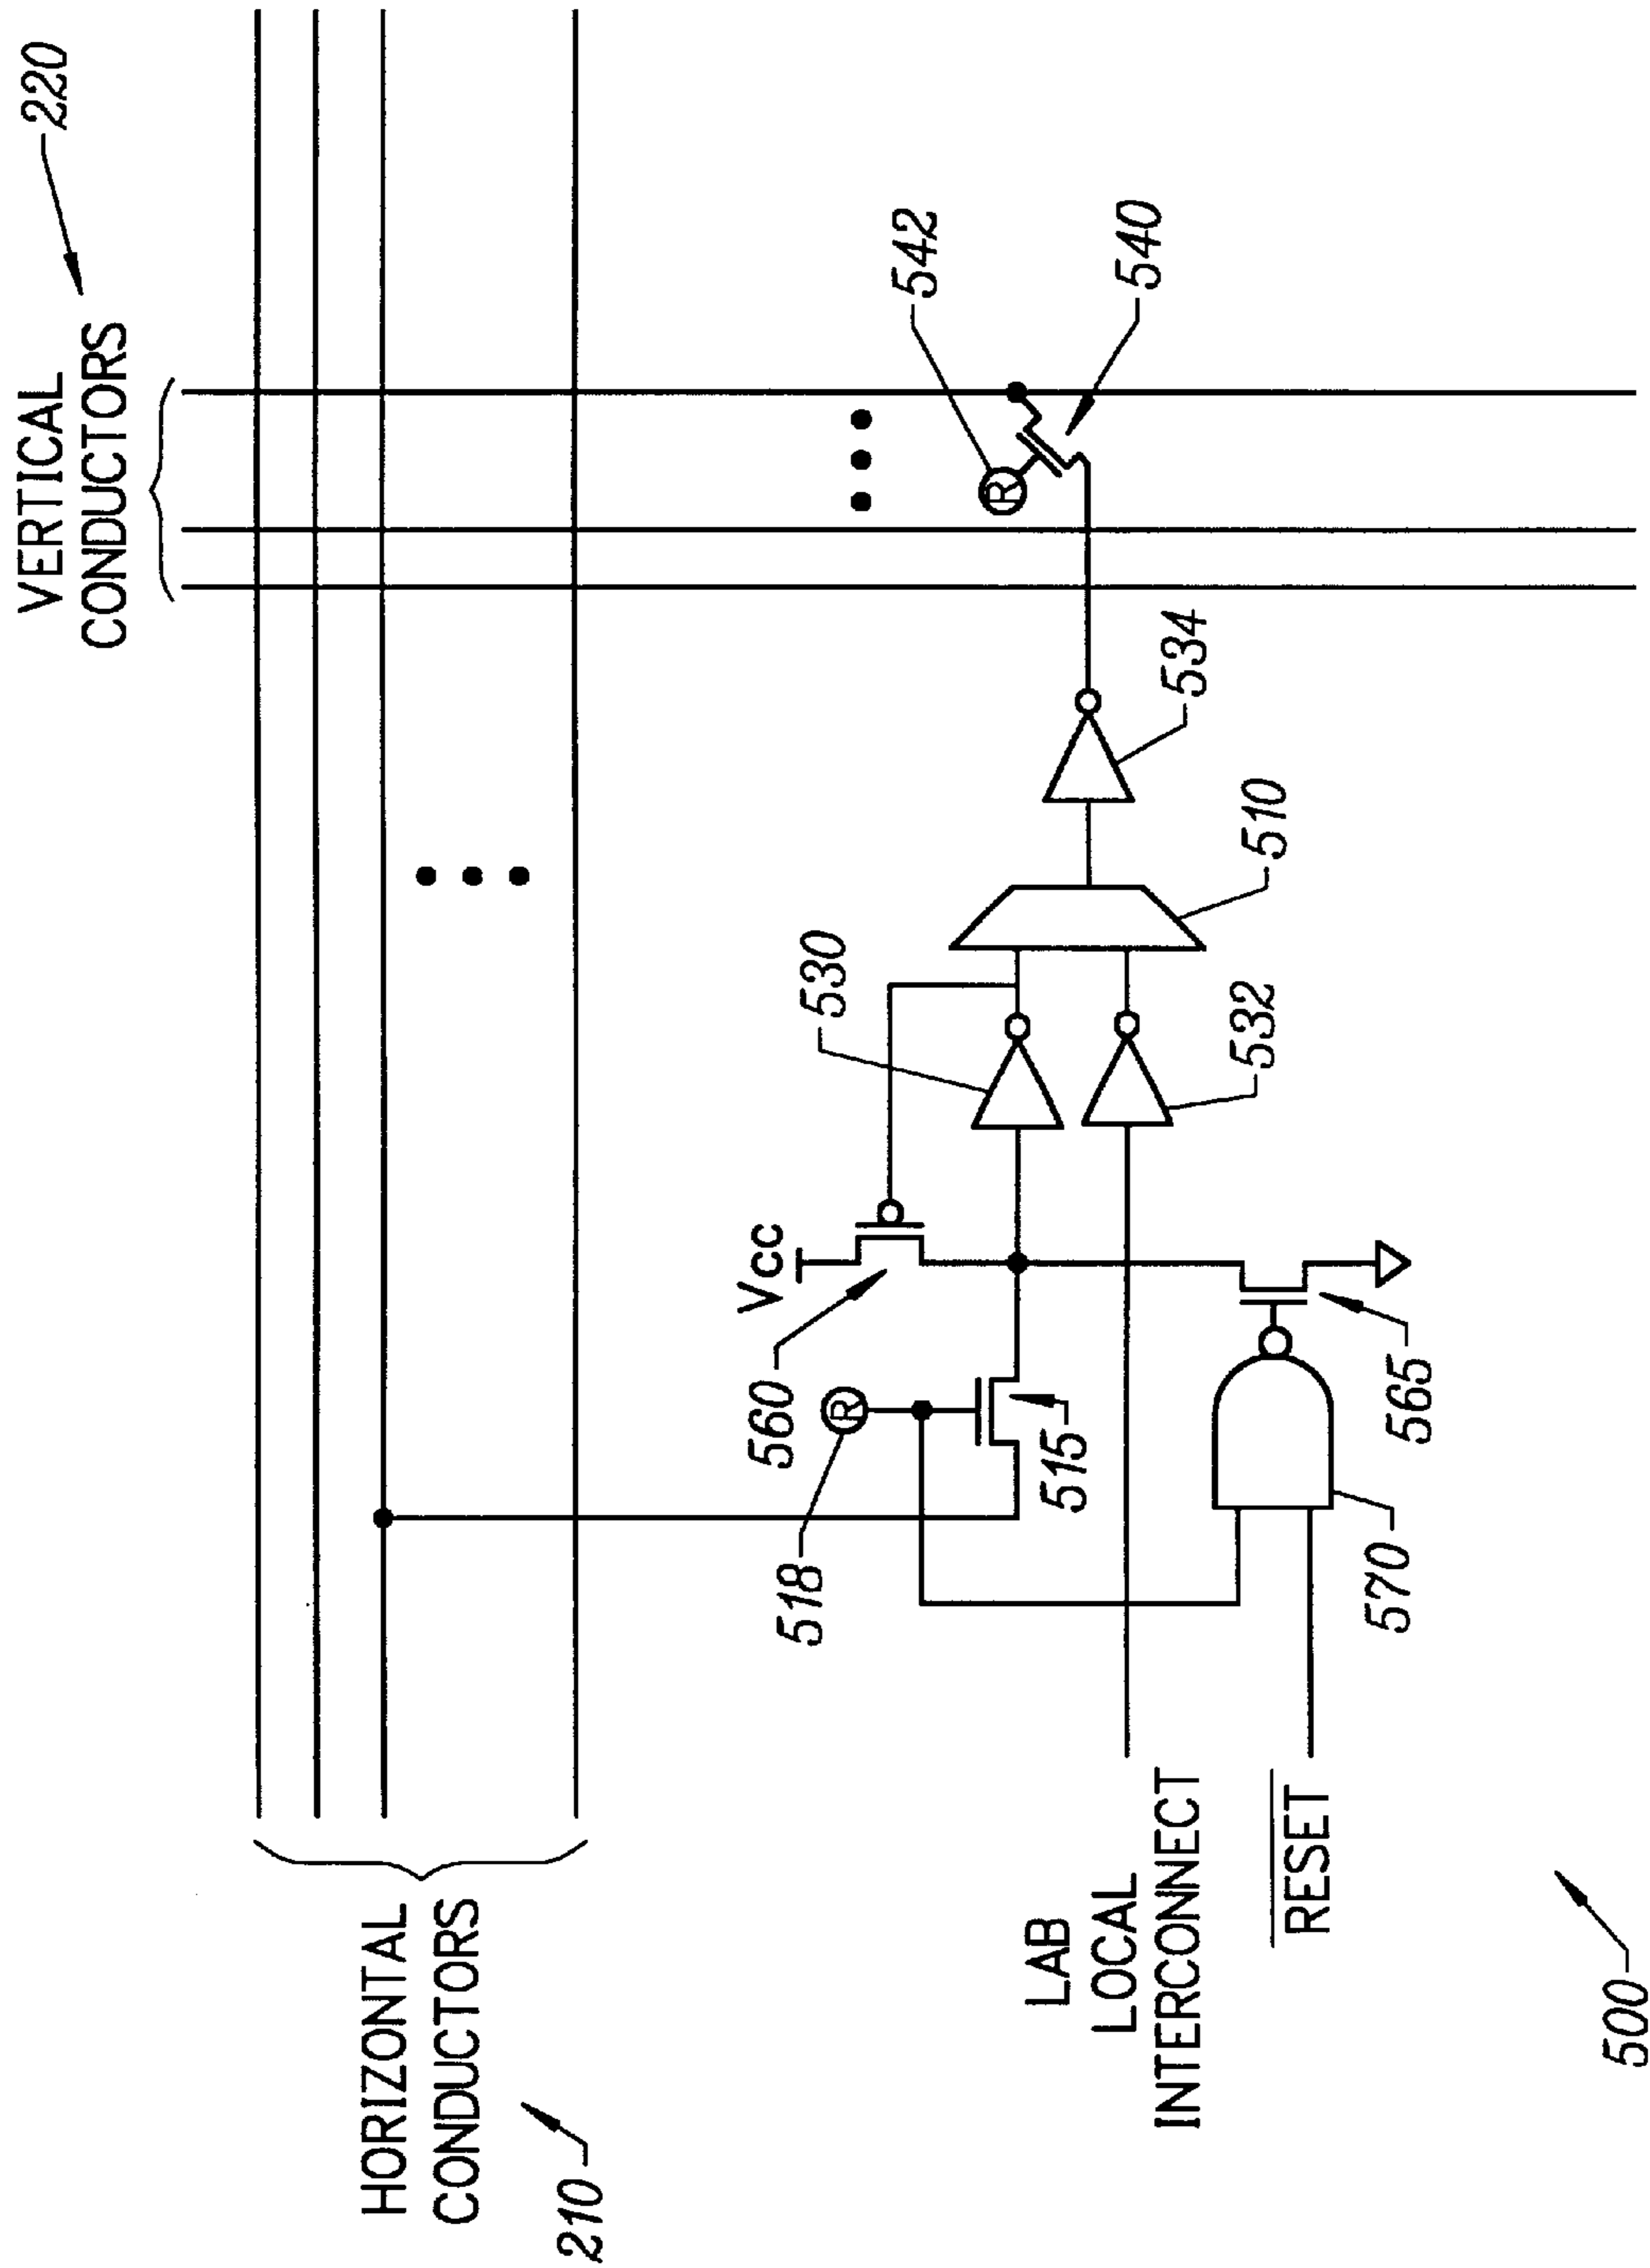 VERTICAL
CONDUCTORS
220
HORIZONTAL
CONDUCTORS
210
542
R
540
Vcc
530
560
R
518
515
534
510
532
LAB
LOCAL
INTERCONNECT
RESET
565
570
500